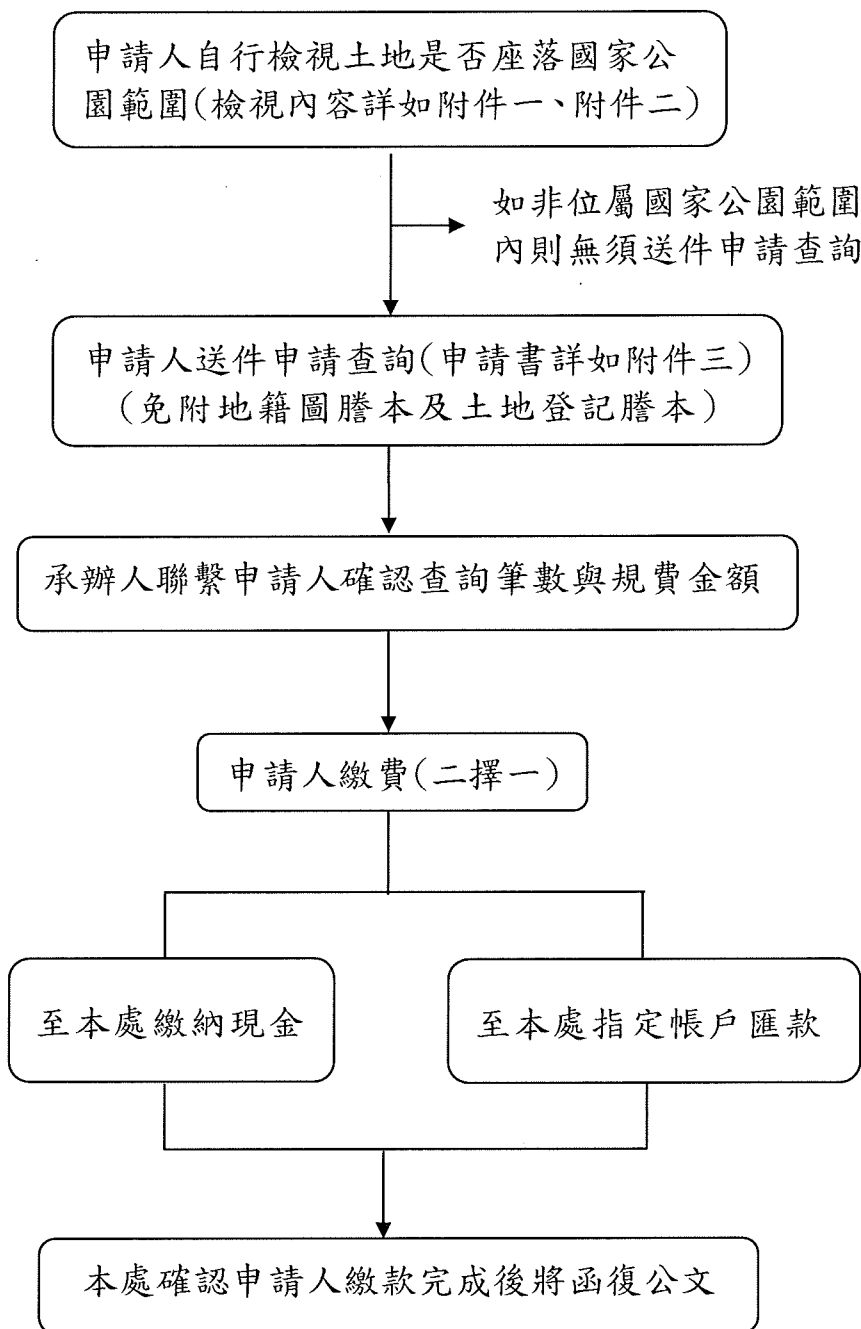 申請人自行檢視土地是否座落國家公
園範圍(檢視內容詳如附件一、附件二)
如非位屬國家公園範圍
內則無須送件申請查詢
申請人送件申請查詢(申請書詳如附件三)
(免附地籍圖謄本及土地登記謄本)
承辦人聯繫申請人確認查詢筆數與規費金額
申請人繳費(二擇一)
至本處繳納現金
至本處指定帳戶匯款
本處確認申請人繳款完成後將函復公文